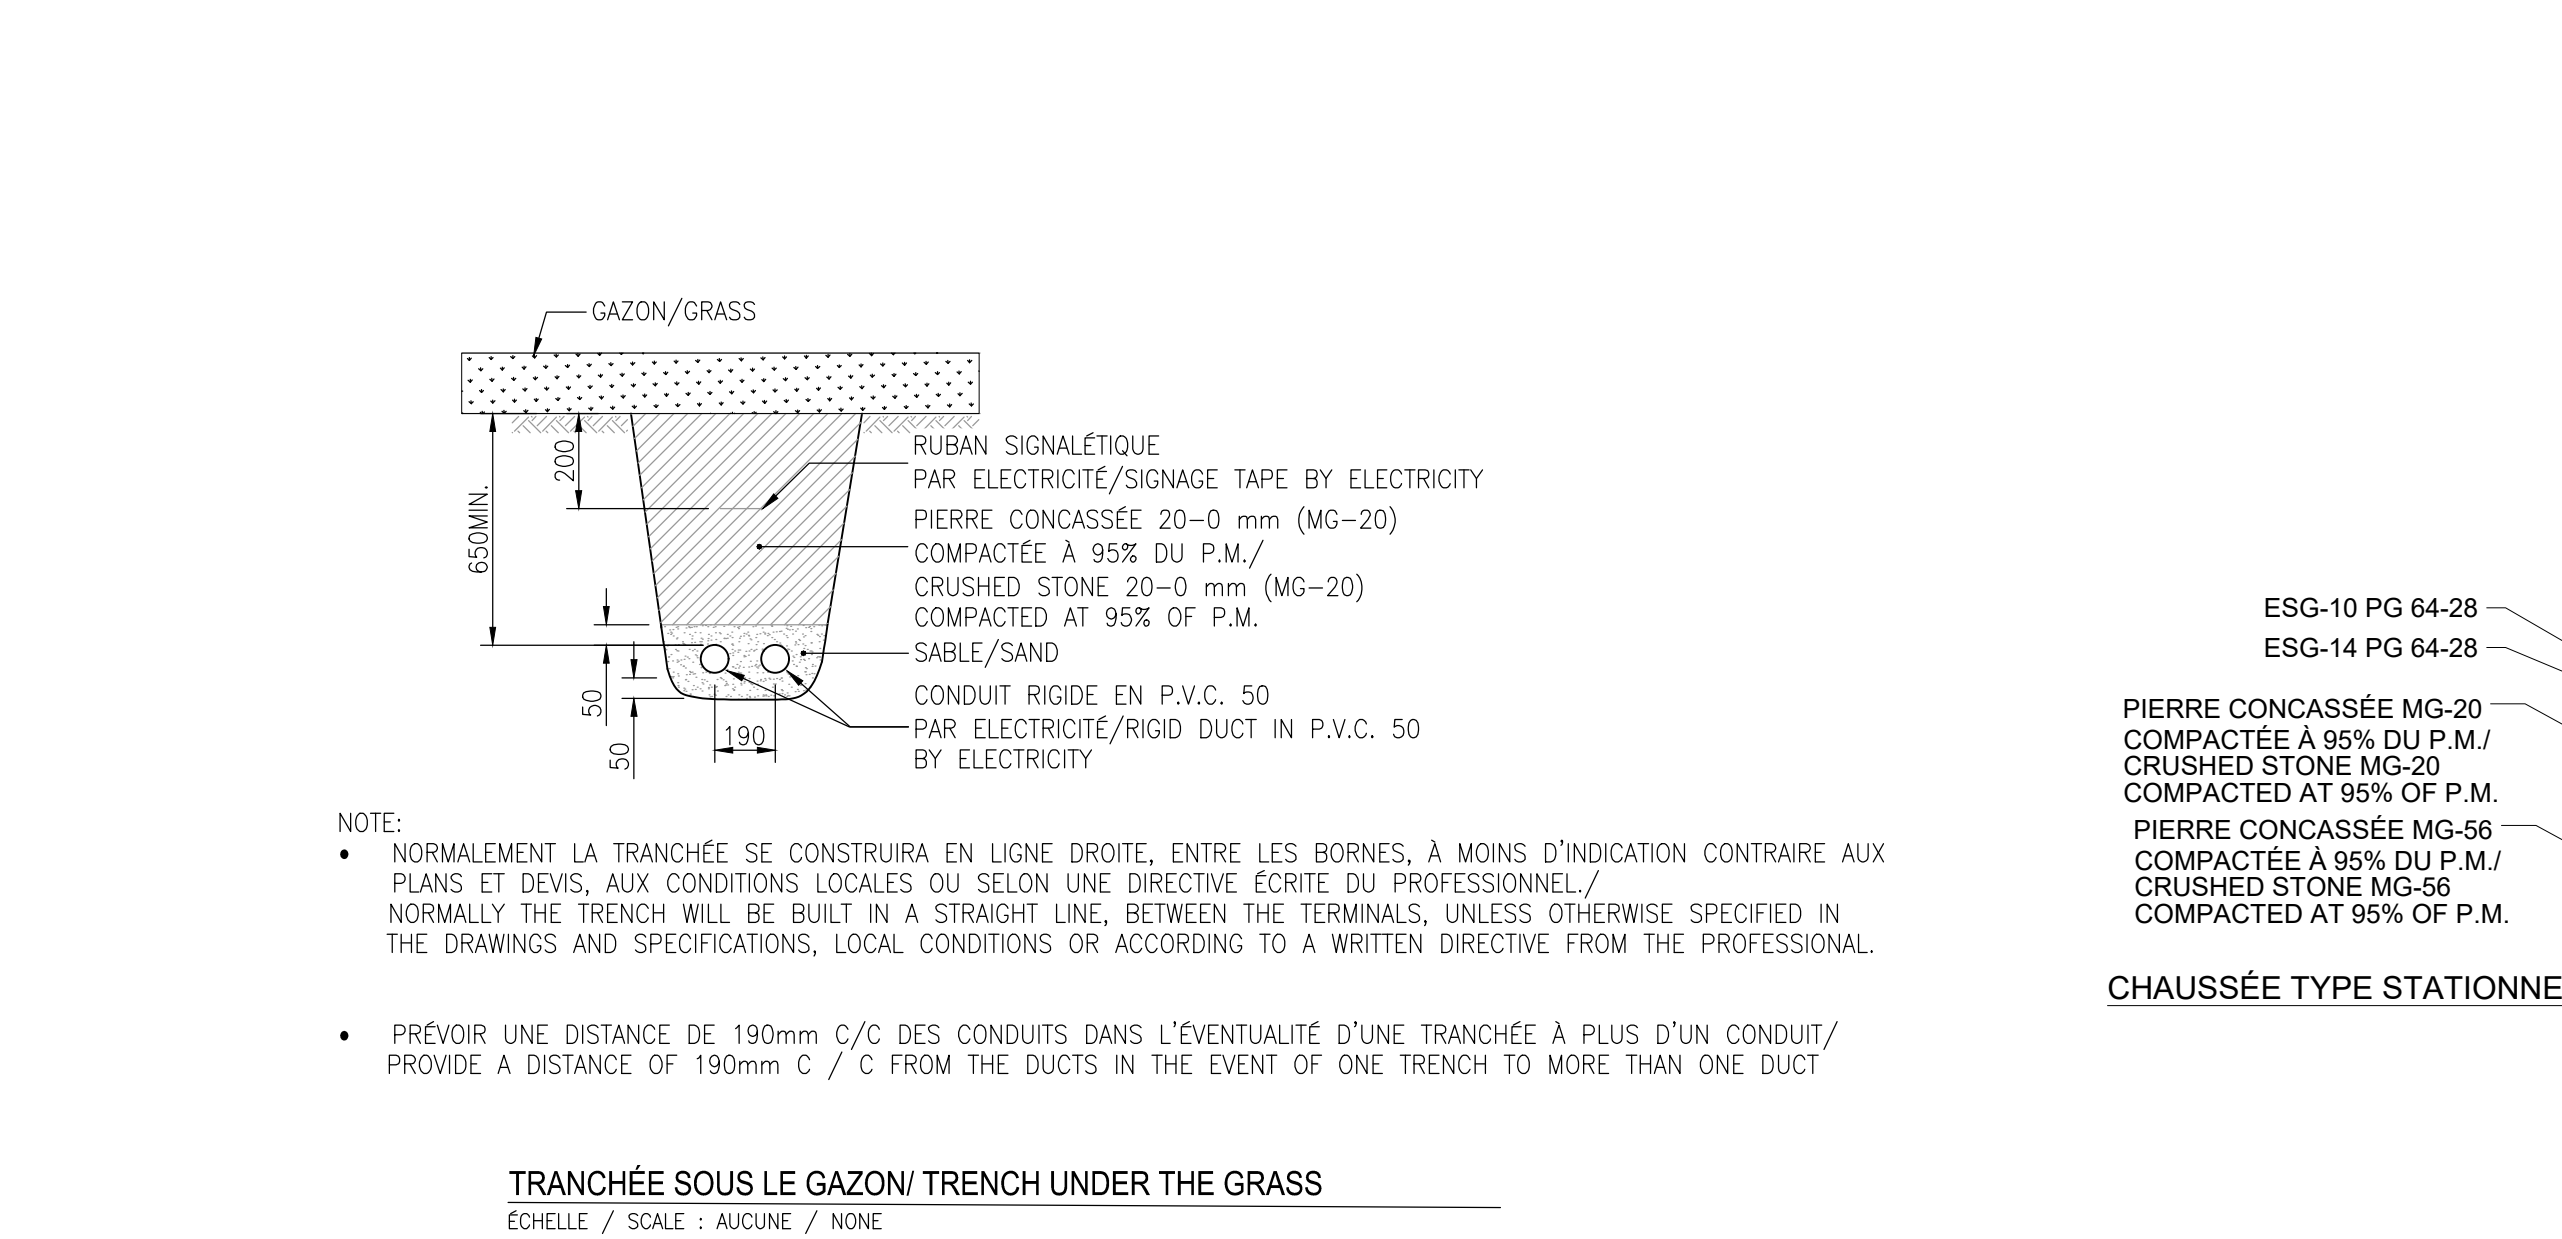 GAZON/GRASS
200
650MIN.
RUBAN SIGNALÉTIQUE
PAR ELECTRICITÉ/SIGNAGE TAPE BY ELECTRICITY
PIERRE CONCASSÉE 20-0 mm (MG-20)
COMPACTÉE À 95% DU P.M./
CRUSHED STONE 20-0 mm (MG-20)
COMPACTED AT 95% OF P.M.
SABLE/SAND
CONDUIT RIGIDE EN P.V.C. 50
PAR ELECTRICITÉ/RIGID DUCT IN P.V.C. 50
BY ELECTRICITY
50
50
190
NOTE:
• NORMALEMENT LA TRANCHÉE SE CONSTRUIRA EN LIGNE DROITE, ENTRE LES BORNES, À MOINS D'INDICATION CONTRAIRE AUX
PLANS ET DEVIS, AUX CONDITIONS LOCALES OU SELON UNE DIRECTIVE ÉCRITE DU PROFESSIONNEL./
NORMALLY THE TRENCH WILL BE BUILT IN A STRAIGHT LINE, BETWEEN THE TERMINALS, UNLESS OTHERWISE SPECIFIED IN
THE DRAWINGS AND SPECIFICATIONS, LOCAL CONDITIONS OR ACCORDING TO A WRITTEN DIRECTIVE FROM THE PROFESSIONAL.
• PRÉVOIR UNE DISTANCE DE 190mm C/C DES CONDUITS DANS L'ÉVENTUALITÉ D'UNE TRANCHÉE À PLUS D'UN CONDUIT/
PROVIDE A DISTANCE OF 190mm C / C FROM THE DUCTS IN THE EVENT OF ONE TRENCH TO MORE THAN ONE DUCT
TRANCHÉE SOUS LE GAZON/ TRENCH UNDER THE GRASS
ÉCHELLE / SCALE : AUCUNE / NONE
ESG-10 PG 64-28
ESG-14 PG 64-28
PIERRE CONCASSÉE MG-20
COMPACTÉE À 95% DU P.M./
CRUSHED STONE MG-20
COMPACTED AT 95% OF P.M.
PIERRE CONCASSÉE MG-56
COMPACTÉE À 95% DU P.M./
CRUSHED STONE MG-56
COMPACTED AT 95% OF P.M.
CHAUSSÉE TYPE STATIONNE